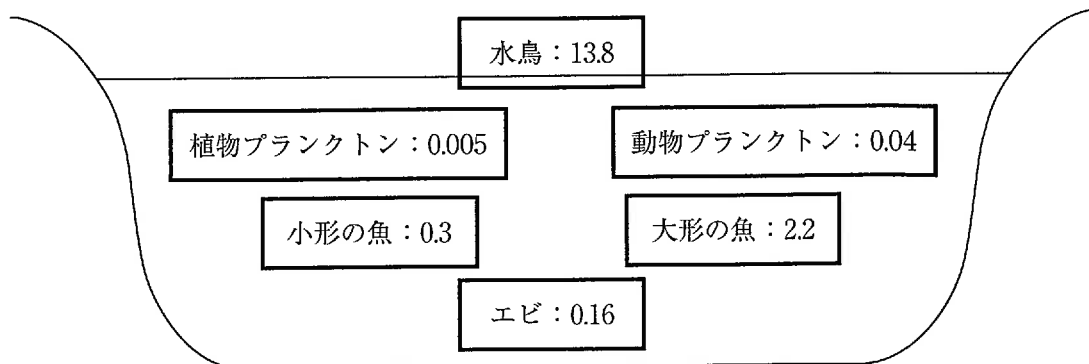 水鳥：13.8
植物プランクトン：0.005
動物プランクトン：0.04
小形の魚：0.3
大形の魚：2.2
エビ：0.16